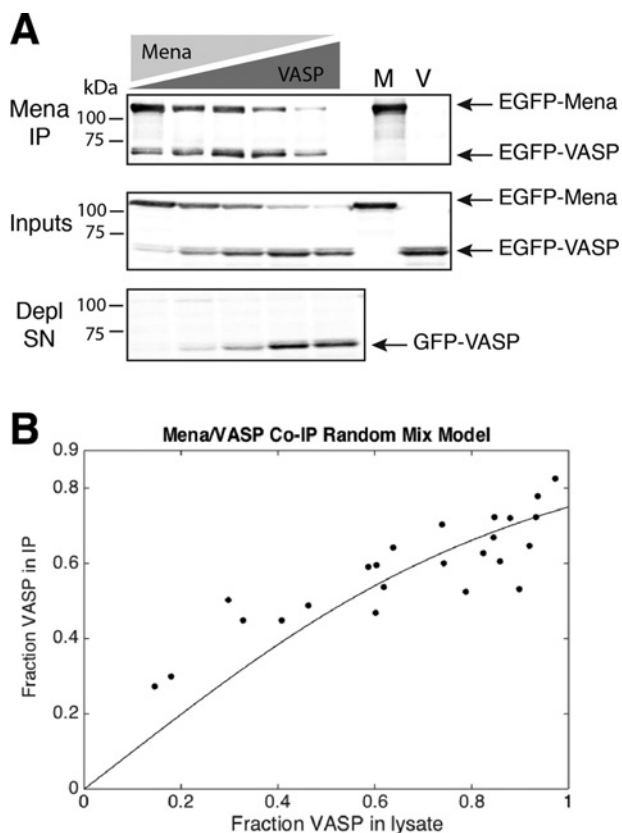 A
Mena
VASP
kDa
M V
Mena IP
100
75
EGFP-Mena
EGFP-VASP
Inputs
100
75
EGFP-Mena
EGFP-VASP
Depl SN
100
75
GFP-VASP
B
Mena/VASP Co-IP Random Mix Model
0.9
0.8
0.6
0.4
0.2
0
Fraction VASP in IP
0 0.2 0.4 0.6 0.8 1
Fraction VASP in lysate